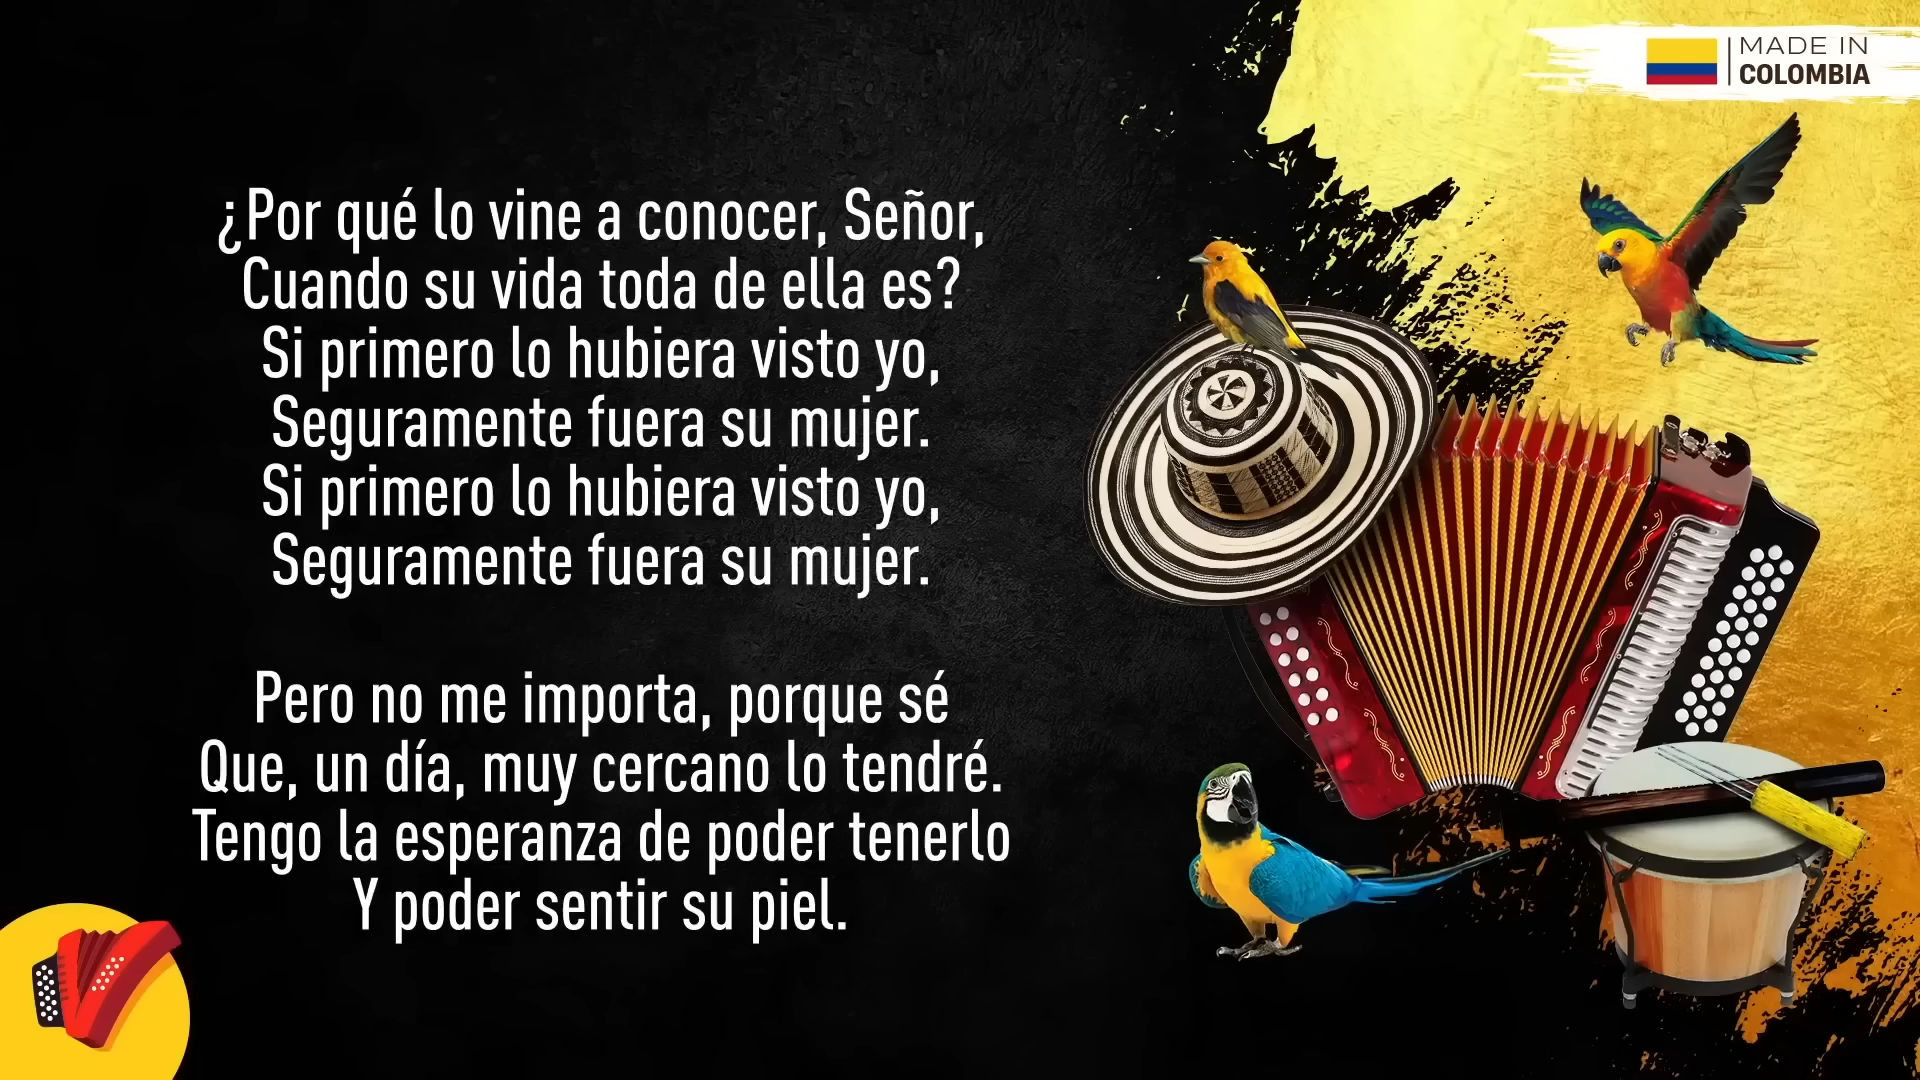 MADE IN
COLOMBIA
¿Por qué lo vine a conocer, Señor,
Cuando su vida toda de ella es?
Si primero lo hubiera visto yo,
Seguramente fuera su mujer.
Si primero lo hubiera visto yo,
Seguramente fuera su mujer.
Pero no me importa, porque sé
Que, un día, muy cercano lo tendré.
Tengo la esperanza de poder tenerlo
Y poder sentir su piel.